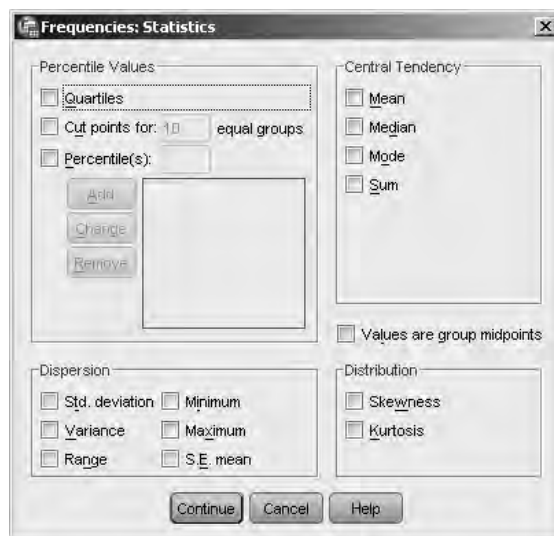 Frequencies: Statistics
Percentile Values
Quartiles
Cut points for: 10 equal groups
Percentile(s):
Add
Change
Remove
Central Tendency
Mean
Median
Mode
Sum
Values are group midpoints
Dispersion
Std. deviation Minimum
Variance Maximum
Range S.E. mean
Distribution
Skewness
Kurtosis
Continue Cancel Help